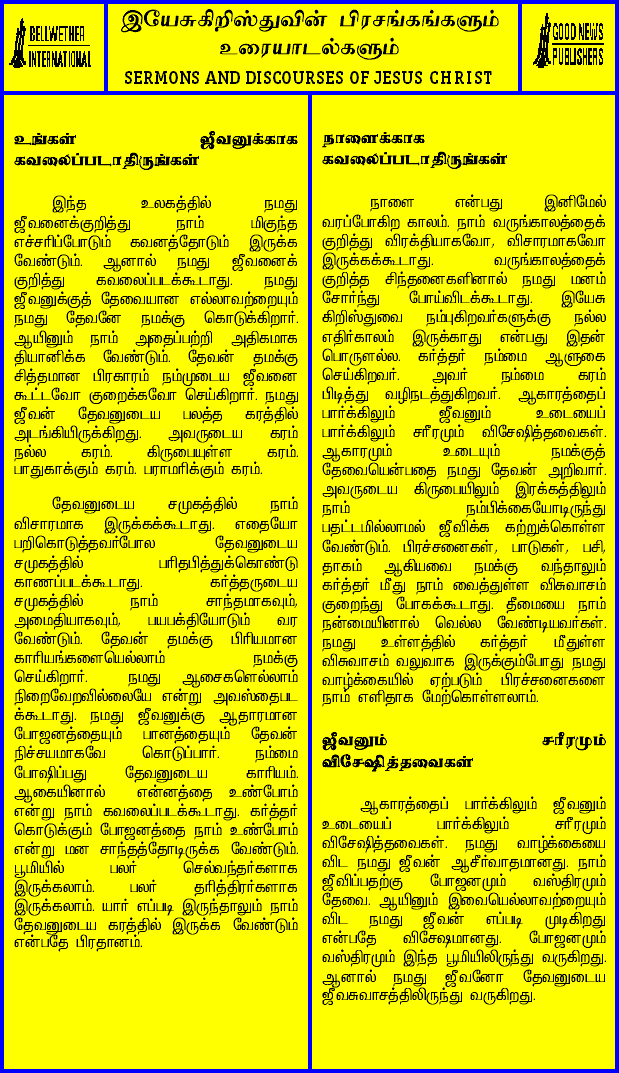 BELLWETHER
INTERNATIONAL
இயேசுகிறிஸ்துவின் பிரசங்கங்களும்
உரையாடல்களும்
SERMONS AND DISCOURSES OF JESUS CHRIST
GOOD NEWS
PUBLISHERS
உங்கள் ஜீவனுக்காக
கவலைப்படாதிருங்கள்
இந்த உலகத்தில் நமது
ஜீவனைக்குறித்து நாம் மிகுந்த
எச்சரிப்போடும் கவனத்தோடும் இருக்க
வேண்டும். ஆனால் நமது ஜீவனைக்
குறித்து கவலைப்படக்கூடாது. நமது
ஜீவனுக்குத் தேவையான எல்லாவற்றையும்
நமது தேவனே நமக்கு கொடுக்கிறார்.
ஆயினும் நாம் அதைப்பற்றி அதிகமாக
தியானிக்க வேண்டும். தேவன் தமக்கு
சித்தமான பிரகாரம் நம்முடைய ஜீவனை
கூட்டவோ குறைக்கவோ செய்கிறார். நமது
ஜீவன் தேவனுடைய பலத்த கரத்தில்
அடங்கியிருக்கிறது. அவருடைய கரம்
நல்ல கரம். கிருபையுள்ள கரம்.
பாதுகாக்கும் கரம். பராமரிக்கும் கரம்.
தேவனுடைய சமுகத்தில் நாம்
விசாரமாக இருக்கக்கூடாது. எதையோ
பறிகொடுத்தவர்போல தேவனுடைய
சமுகத்தில் பரிதபித்துக்கொண்டு
காணப்படக்கூடாது. கர்த்தருடைய
சமுகத்தில் நாம் சாந்தமாகவும்,
அமைதியாகவும், பயபக்தியோடும் வர
வேண்டும். தேவன் தமக்கு பிரியமான
காரியங்களையெல்லாம் நமக்கு
செய்கிறார். நமது ஆசைகளெல்லாம்
நிறைவேறவில்லையே என்று அவஸ்தைபட
க்கூடாது. நமது ஜீவனுக்கு ஆதாரமான
போஜனத்தையும் பானத்தையும் தேவன்
நிச்சயமாகவே கொடுப்பார். நம்மை
போஷிப்பது தேவனுடைய காரியம்.
ஆகையினால் என்னத்தை உண்போம்
என்று நாம் கவலைப்படக்கூடாது. கர்த்தர்
கொடுக்கும் போஜனத்தை நாம் உண்போம்
என்று மன சாந்தத்தோடிருக்க வேண்டும்.
பூமியில் பலர் செல்வந்தர்களாக
இருக்கலாம். பலர் தரித்திரர்களாக
இருக்கலாம். யார் எப்படி இருந்தாலும் நாம்
தேவனுடைய கரத்தில் இருக்க வேண்டும்
என்பதே பிரதானம்.
நாளைக்காக
கவலைப்படாதிருங்கள்
நாளை என்பது இனிமேல்
வரப்போகிற காலம். நாம் வருங்காலத்தைக்
குறித்து விரக்தியாகவோ, விசாரமாகவோ
இருக்கக்கூடாது. வருங்காலத்தைக்
குறித்த சிந்தனைகளினால் நமது மனம்
சோர்ந்து போய்விடக்கூடாது. இயேசு
கிறிஸ்துவை நம்புகிறவர்களுக்கு நல்ல
எதிர்காலம் இருக்காது என்பது இதன்
பொருளல்ல. கர்த்தர் நம்மை ஆளுகை
செய்கிறவர். அவர் நம்மை கரம்
பிடித்து வழிநடத்துகிறவர். ஆகாரத்தைப்
பார்க்கிலும் ஜீவனும் உடையைப்
பார்க்கிலும் சரீரமும் விசேஷித்தவைகள்.
ஆகாரமும் உடையும் நமக்குத்
தேவையென்பதை நமது தேவன் அறிவார்.
அவருடைய கிருபையிலும் இரக்கத்திலும்
நாம் நம்பிக்கையோடிருந்து
பதட்டமில்லாமல் ஜீவிக்க கற்றுக்கொள்ள
வேண்டும். பிரச்சனைகள், பாடுகள், பசி,
தாகம் ஆகியவை நமக்கு வந்தாலும்
கர்த்தர் மீது நாம் வைத்துள்ள விசுவாசம்
குறைந்து போகக்கூடாது. தீமையை நாம்
நன்மையினால் வெல்ல வேண்டியவர்கள்.
நமது உள்ளத்தில் கர்த்தர் மீதுள்ள
விசுவாசம் வலுவாக இருக்கும்போது நமது
வாழ்க்கையில் ஏற்படும் பிரச்சனைகளை
நாம் எளிதாக மேற்கொள்ளலாம்.
ஜீவனும் சரீரமும்
விசேஷித்தவைகள்
ஆகாரத்தைப் பார்க்கிலும் ஜீவனும்
உடையைப் பார்க்கிலும் சரீரமும்
விசேஷித்தவைகள். நமது வாழ்க்கையை
விட நமது ஜீவன் ஆசீர்வாதமானது. நாம்
ஜீவிப்பதற்கு போஜனமும் வஸ்திரமும்
தேவை. ஆயினும் இவையெல்லாவற்றையும்
விட நமது ஜீவன் எப்படி முடிகிறது
என்பதே விசேஷமானது. போஜனமும்
வஸ்திரமும் இந்த பூமியிலிருந்து வருகிறது.
ஆனால் நமது ஜீவனோ தேவனுடைய
ஜீவசுவாசத்திலிருந்து வருகிறது.